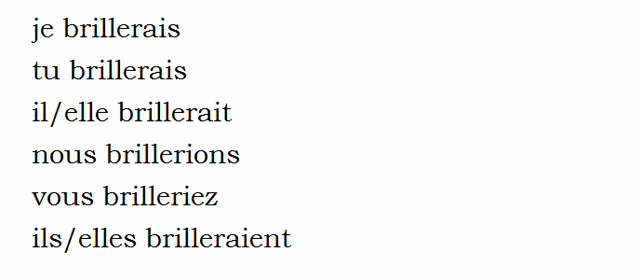 je brillerais
tu brillerais
il/elle brillerait
nous brillerions
vous brilleriez
ils/elles brilleraient